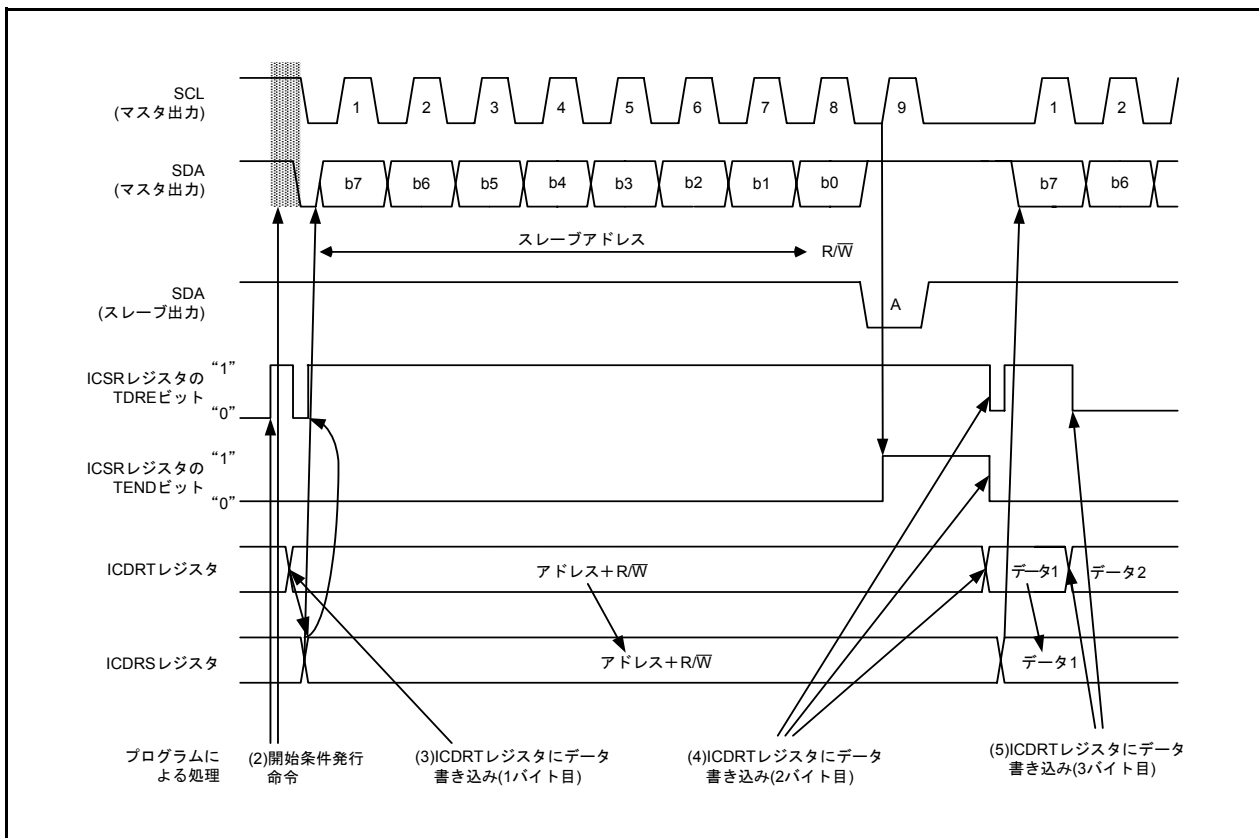 SCL
(マスタ出力)
1 2 3 4 5 6 7 8 9 1 2
SDA
(マスタ出力)
b7 b6 b5 b4 b3 b2 b1 b0 b7 b6
スレーブアドレス R/W̅
SDA
(スレーブ出力)
A
ICSRレジスタの
TDREビット
“1”
“0”
ICSRレジスタの
TENDビット
“1”
“0”
ICDRTレジスタ
アドレス+R/W̅ データ1 データ2
ICDRSレジスタ
アドレス+R/W̅ データ1
プログラムに
よる処理
(2)開始条件発行
命令
(3)ICDRTレジスタにデータ
書き込み(1バイト目)
(4)ICDRTレジスタにデータ
書き込み(2バイト目)
(5)ICDRTレジスタにデータ
書き込み(3バイト目)